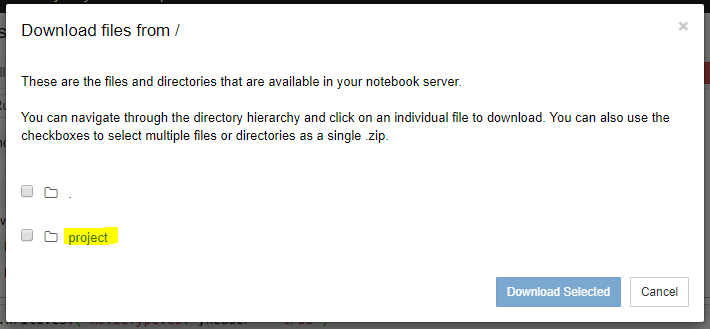 Download files from /
×
These are the files and directories that are available in your notebook server.
You can navigate through the directory hierarchy and click on an individual file to download. You can also use the
checkboxes to select multiple files or directories as a single .zip.
.
project
Download Selected
Cancel